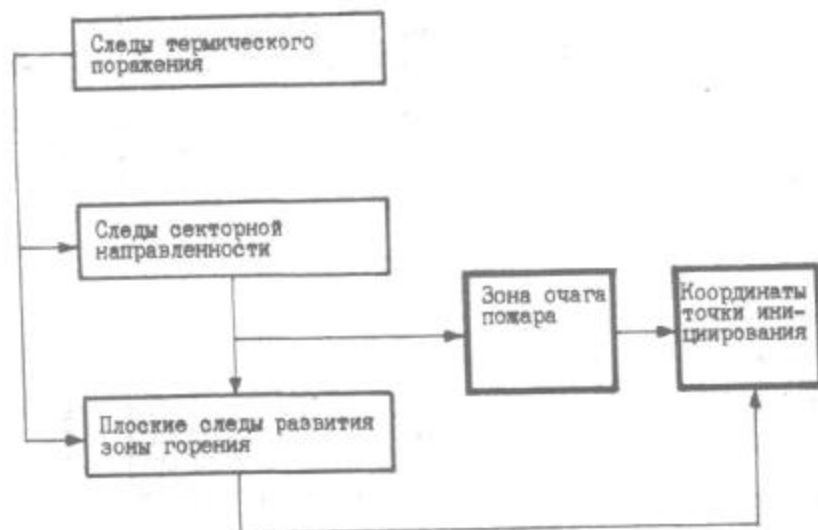 Следы термического
поражения
Следы секторной
направленности
Зона очага
пожара
Координаты
точки ини-
циирования
Плоские следы развития
зоны горения